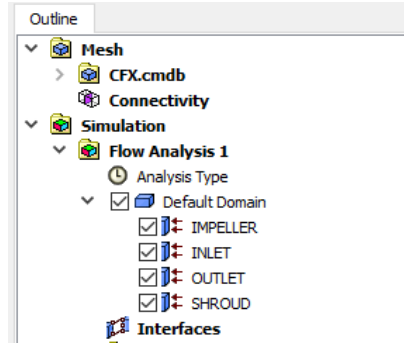 Outline
Mesh
CFX.cmdb
Connectivity
Simulation
Flow Analysis 1
Analysis Type
Default Domain
IMPELLER
INLET
OUTLET
SHROUD
Interfaces